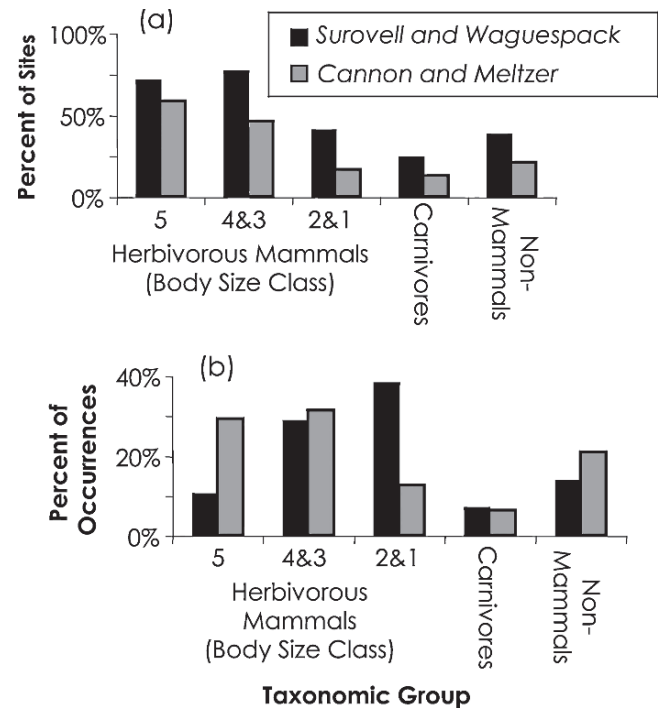 (a)
Surovell and Waguespack
Cannon and Meltzer
Percent of Sites
100%
50%
0%
5
4&3
2&1
Herbivorous Mammals
(Body Size Class)
Carnivores
Non-
Mammals
(b)
Percent of
Occurrences
40%
20%
0%
5
4&3
2&1
Herbivorous
Mammals
(Body Size Class)
Carnivores
Non-
Mammals
Taxonomic Group